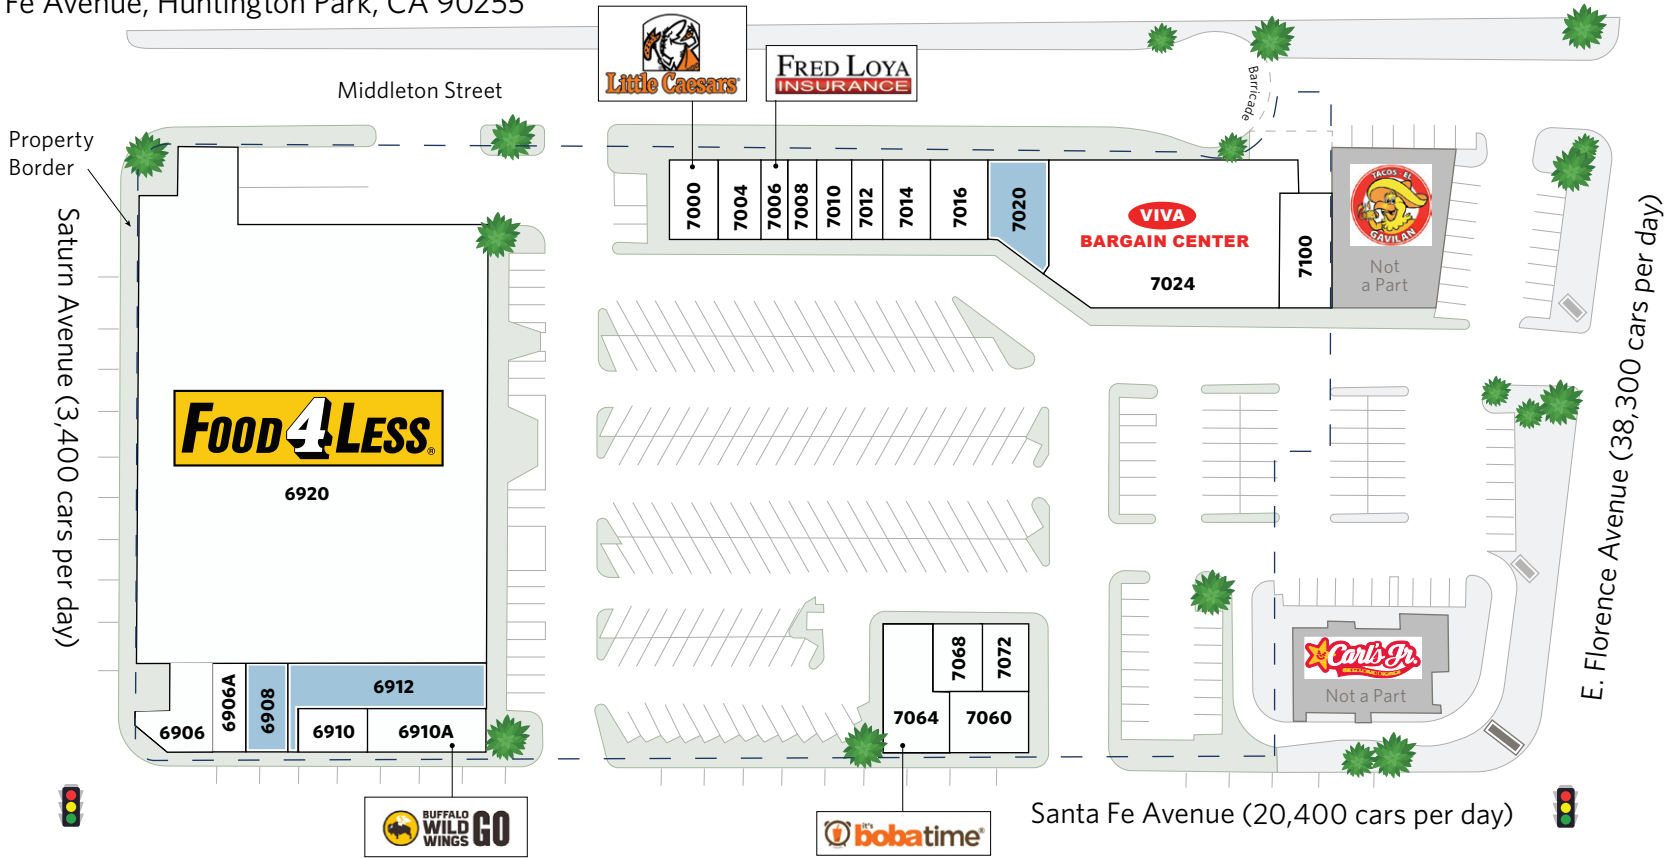 Fe Avenue, Huntington Park, CA 90255
Little Caesars®
FRED LOYA
INSURANCE
Middleton Street
Barricade
Property
Border
7000
7004
7006
7008
7010
7012
7014
7016
7020
VIVA
BARGAIN CENTER
7024
7100
TACOS EL
GAVILAN
Not
a Part
Saturn Avenue (3,400 cars per day)
E. Florence Avenue (38,300 cars per day)
FOOD 4 LESS®
6920
6906
6906A
6908
6912
6910
6910A
7064
7068
7072
7060
Carl's Jr.
Not a Part
BUFFALO
WILD
WINGS
GO
it's
bobatime®
Santa Fe Avenue (20,400 cars per day)